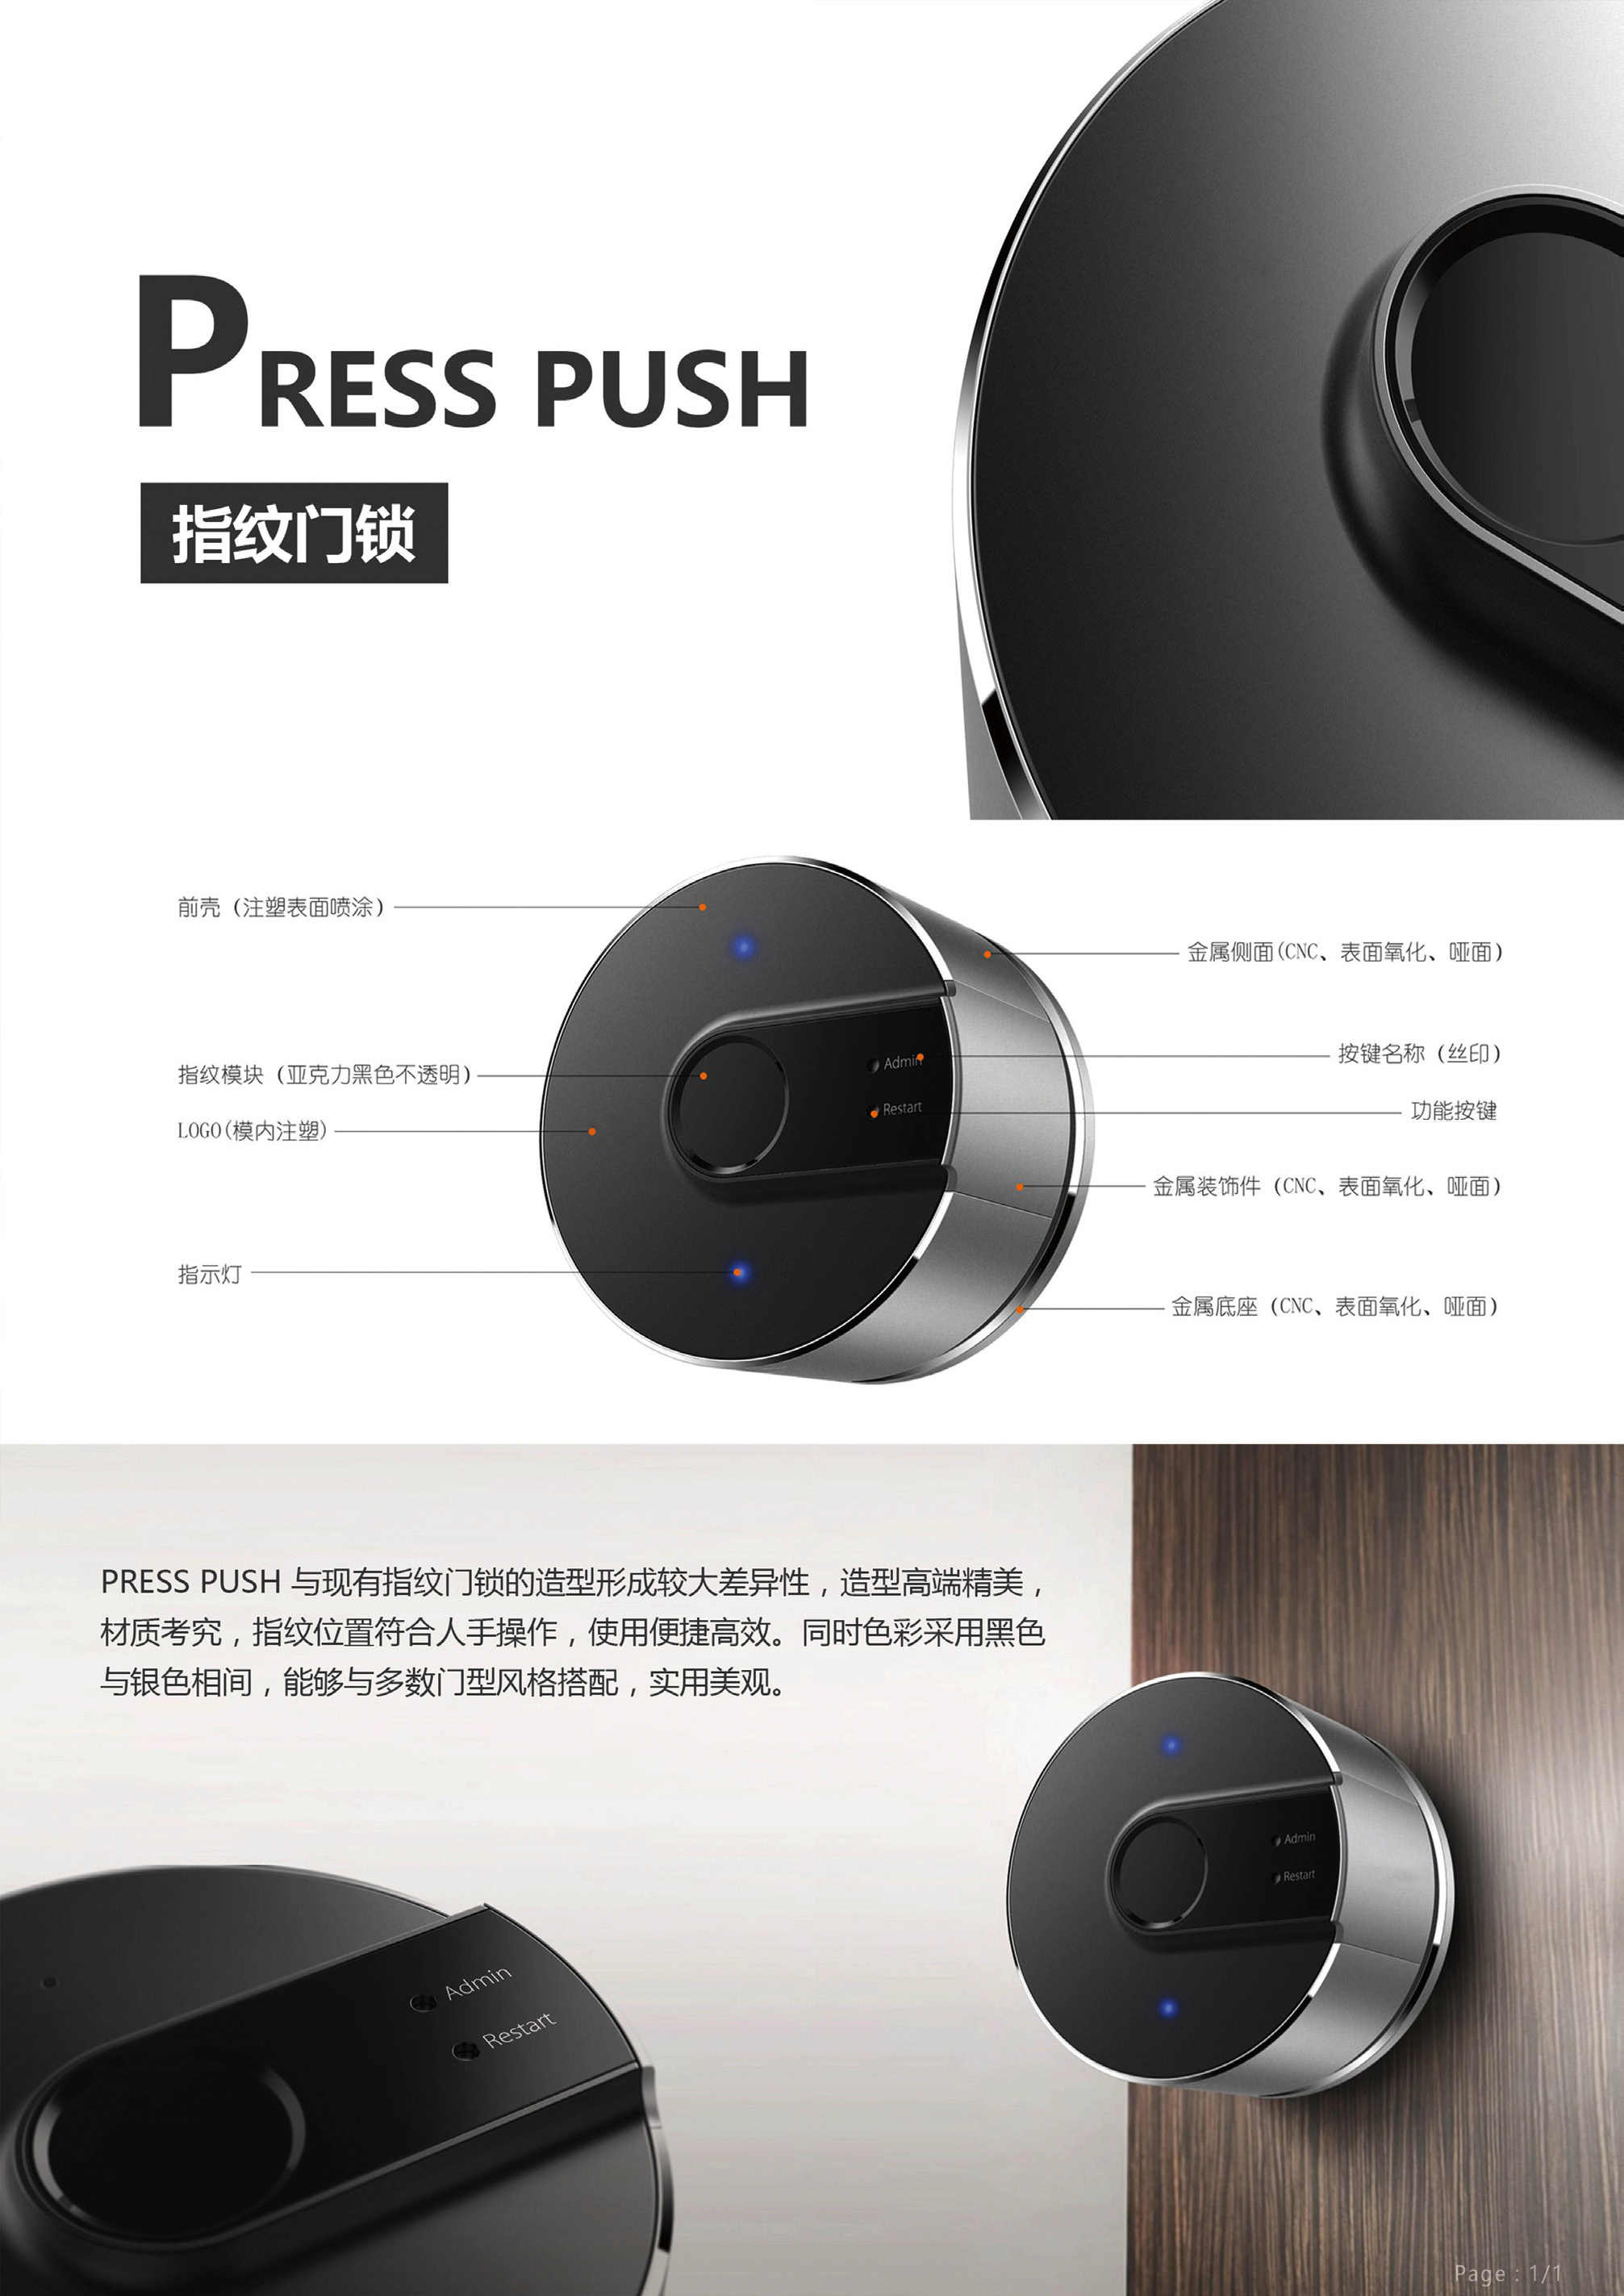 PRESS PUSH
指纹门锁
前壳（注塑表面喷涂）
金属侧面(CNC、表面氧化、哑面）
指纹模块（亚克力黑色不透明）
按键名称（丝印）
LOGO(模内注塑)
功能按键
金属装饰件（CNC、表面氧化、哑面）
指示灯
金属底座（CNC、表面氧化、哑面）
Admin
Restart
PRESS PUSH 与现有指纹门锁的造型形成较大差异性，造型高端精美，
材质考究，指纹位置符合人手操作，使用便捷高效。同时色彩采用黑色
与银色相间，能够与多数门型风格搭配，实用美观。
Admin
Restart
Admin
Restart
Page : 1/1